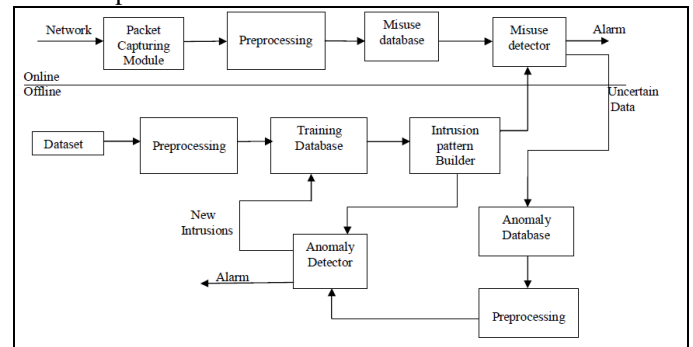 Network
Packet
Capturing
Module
Preprocessing
Misuse
database
Misuse
detector
Alarm
Online
Offline
Uncertain
Data
Dataset
Preprocessing
Training
Database
Intrusion
pattern
Builder
New
Intrusions
Anomaly
Detector
Alarm
Anomaly
Database
Preprocessing